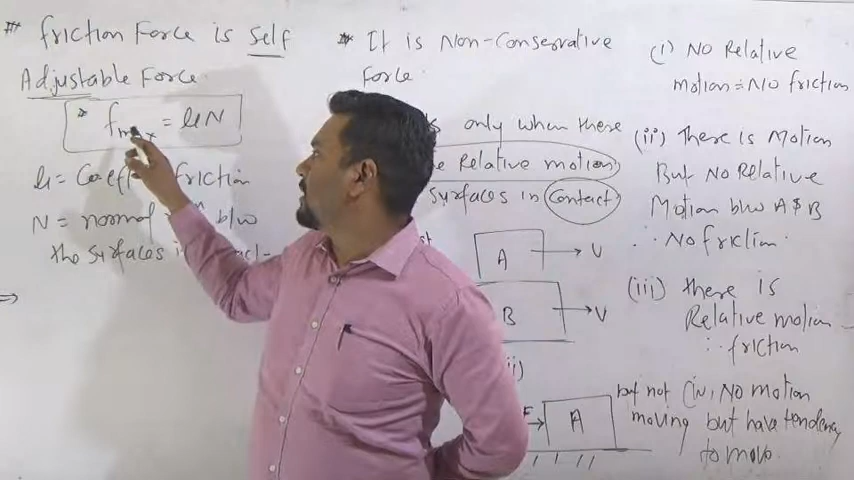 friction Force is Self
Adjustable Force
fmax = μN
μ = Coeff friction
N = normal b/w
the Surfaces
⇒
* It is Non-Conservative
Force.
only when there
Relative motion
Surfaces in Contact
A → V
B → V
F → A
(i) No Relative
motion = No friction
(ii) There is Motion
But No Relative
Motion b/w A & B
∴ No friction.
(iii) there is
Relative motion
∴ friction
but not (iv) No motion
moving but have tendency
to move.